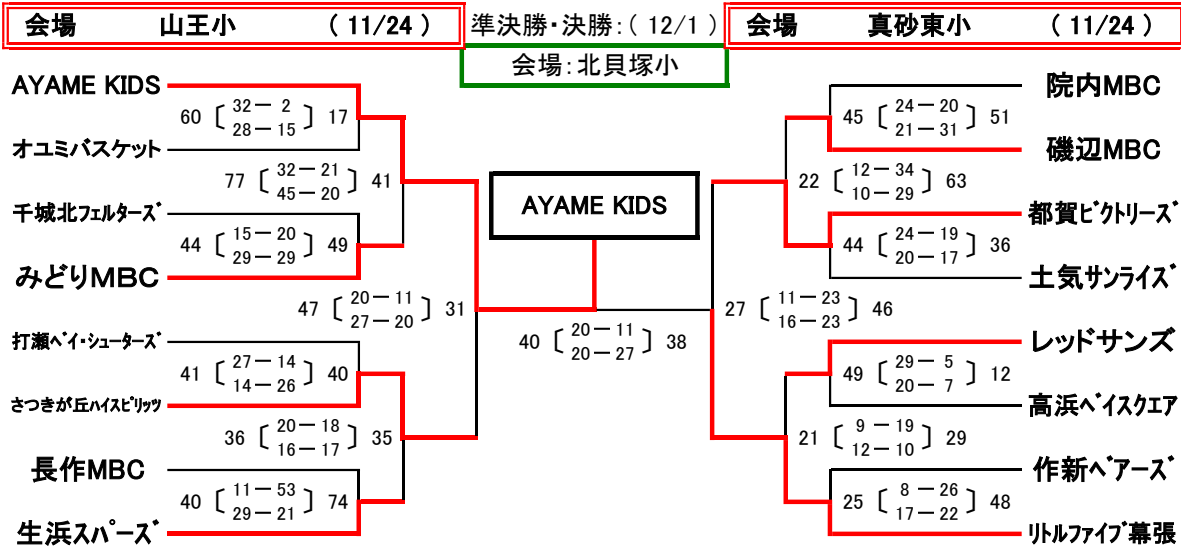 会場 山王小 ( 11/24 )
準決勝・決勝：( 12/1 )
会場 真砂東小 ( 11/24 )
会場：北貝塚小
AYAME KIDS
60 〔 32 － 2 〕 17
28 － 15
オユミバスケット
77 〔 32 － 21 〕 41
45 － 20
千城北フェルターズ
44 〔 15 － 20 〕 49
29 － 29
みどりMBC
47 〔 20 － 11 〕 31
27 － 20
打瀬ベイ・シューターズ
41 〔 27 － 14 〕 40
14 － 26
さつきが丘ハイスピリッツ
36 〔 20 － 18 〕 35
16 － 17
長作MBC
40 〔 11 － 53 〕 74
29 － 21
生浜スパーズ
AYAME KIDS
40 〔 20 － 11 〕 38
20 － 27
院内MBC
45 〔 24 － 20 〕 51
21 － 31
磯辺MBC
22 〔 12 － 34 〕 63
10 － 29
都賀ビクトリーズ
44 〔 24 － 19 〕 36
20 － 17
土気サンライズ
27 〔 11 － 23 〕 46
16 － 23
レッドサンズ
49 〔 29 － 5 〕 12
20 － 7
高浜ベイスクエア
21 〔 9 － 19 〕 29
12 － 10
作新ベアーズ
25 〔 8 － 26 〕 48
17 － 22
リトルファイブ幕張